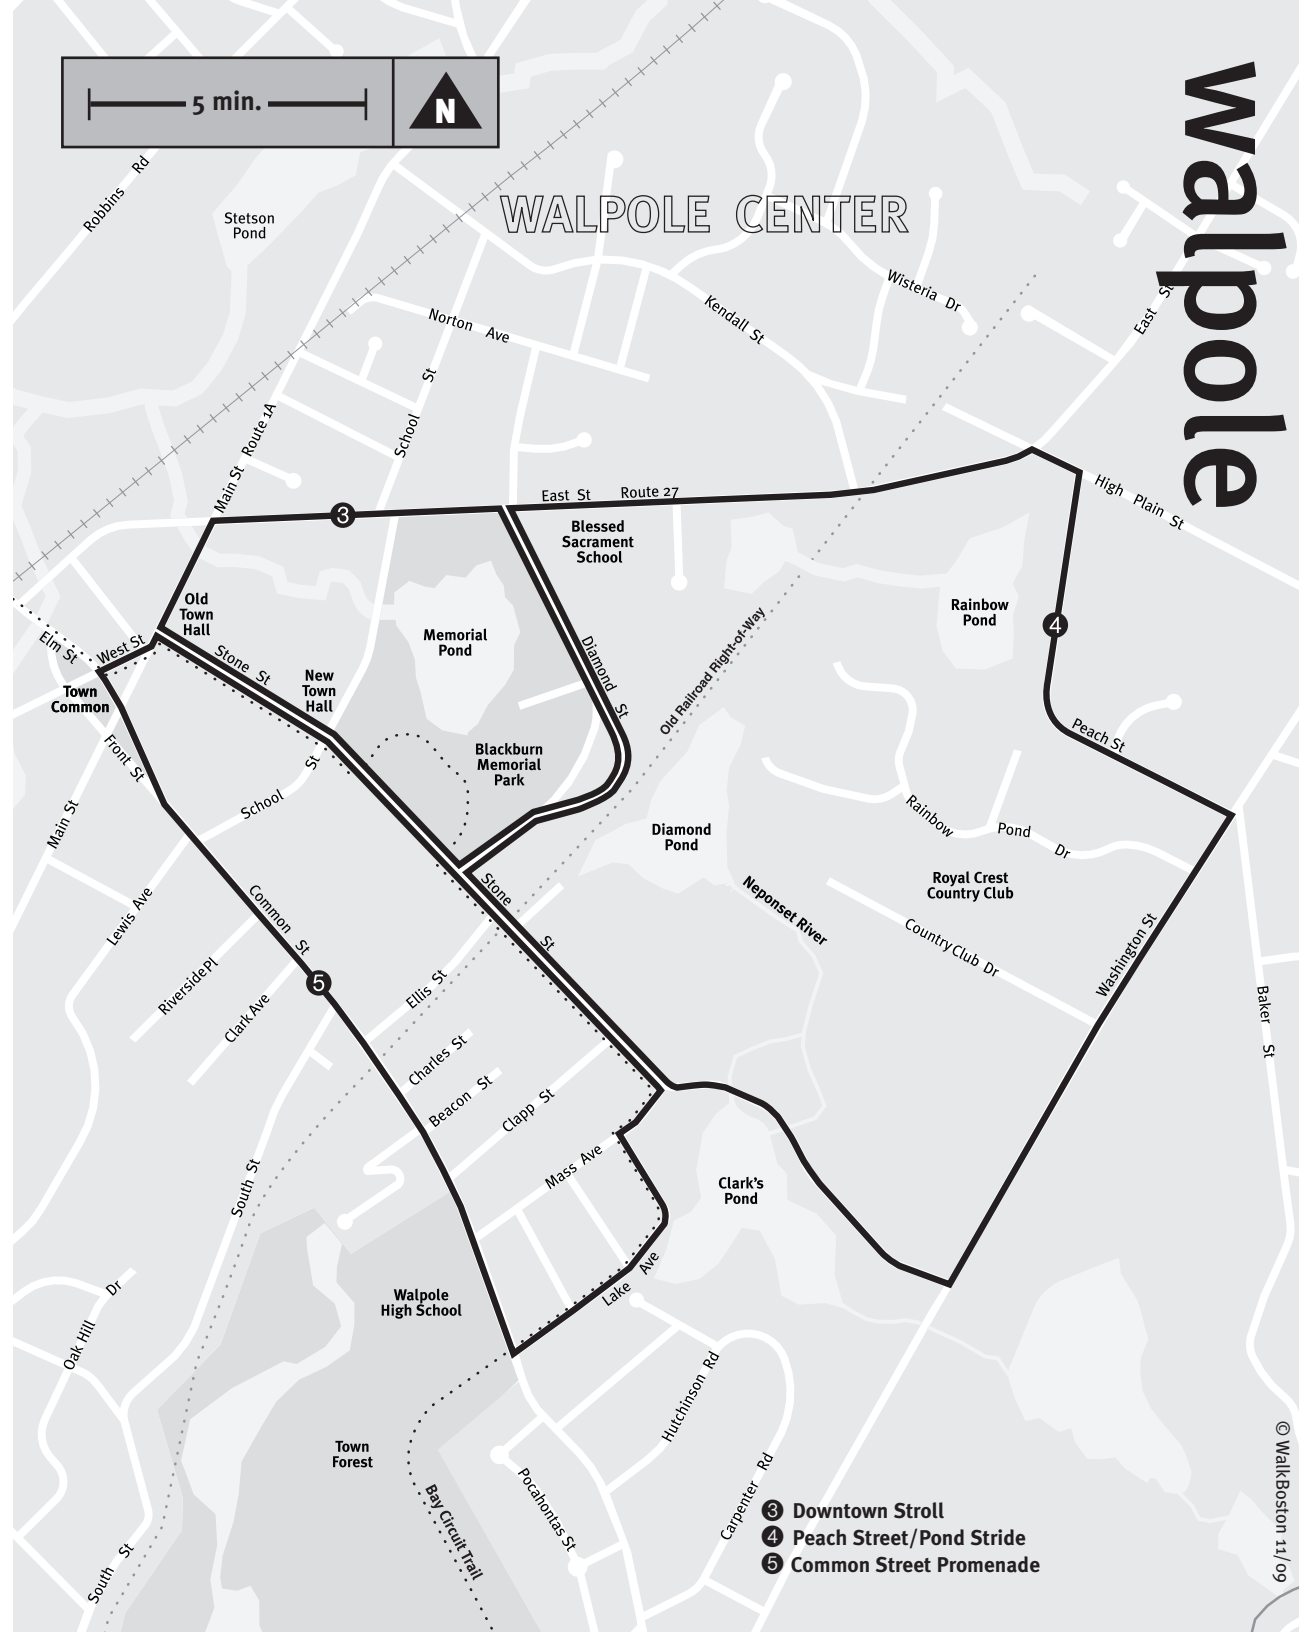 5 min.
N
Walpole
WALPOLE CENTER
Robbins Rd
Stetson
Pond
Wisteria Dr
East St
Kendall St
Norton Ave
School St
Main St Route 1A
East St Route 27
High Plain St
3
Blessed
Sacrament
School
Old
Town
Hall
Memorial
Pond
Rainbow
Pond
4
Elm St
West St
Stone St
New
Town
Hall
Diamond St
Old Railroad Right-of-Way
Town
Common
Peach St
Front St
School St
Blackburn
Memorial
Park
Main St
Diamond
Pond
Rainbow Pond Dr
Royal Crest
Country Club
Stone St
Neponset River
Lewis Ave
Common St
Country Club Dr
Washington St
Riverside Pl
5
Ellis St
Clark Ave
Baker St
Charles St
Beacon St
Clapp St
Mass Ave
South St
Clark's
Pond
Lake Ave
Walpole
High School
Oak Hill Dr
Hutchinson Rd
Town
Forest
Pocahontas St
Carpenter Rd
Bay Circuit Trail
South St
3 Downtown Stroll
4 Peach Street/Pond Stride
5 Common Street Promenade
© WalkBoston 11/09